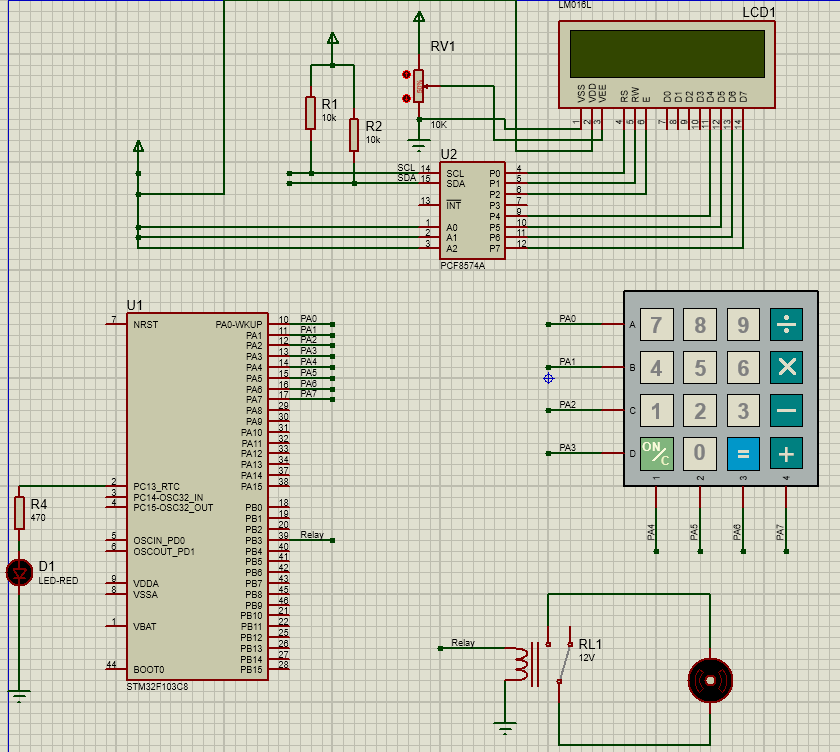 LM016L
LCD1
RV1
10K
R1
10k
R2
10k
VSS
VDD
VEE
RS
RW
E
D0
D1
D2
D3
D4
D5
D6
D7
1
2
3
4
5
6
7
8
9
10
11
12
13
14
U2
SCL 14 SCL P0 4
SDA 15 SDA P1 5
P2 6
13 INT P3 7
P4 9
1 A0 P5 10
2 A1 P6 11
3 A2 P7 12
PCF8574A
U1
7 NRST PA0-WKUP 10 PA0
PA1 11 PA1
PA2 12 PA2
PA3 13 PA3
PA4 14 PA4
PA5 15 PA5
PA6 16 PA6
PA7 17 PA7
PA8 29
PA9 30
PA10 31
PA11 32
PA12 33
PA13 34
PA14 37
2 PC13_RTC PA15 38
3 PC14-OSC32_IN
4 PC15-OSC32_OUT PB0 18
PB1 19
PB2 20
5 OSCIN_PD0 PB3 39 Relay
6 OSCOUT_PD1 PB4 40
PB5 41
PB6 42
9 VDDA PB7 43
8 VSSA PB8 45
PB9 46
PB10 21
1 VBAT PB11 22
PB12 25
PB13 26
PB14 27
44 BOOT0 PB15 28
STM32F103C8
R4
470
D1
LED-RED
PA0 A 7 8 9 ÷
PA1 B 4 5 6 ×
PA2 C 1 2 3 −
PA3 D ON/C 0 = +
1 2 3 4
PA4
PA5
PA6
PA7
Relay
RL1
12V